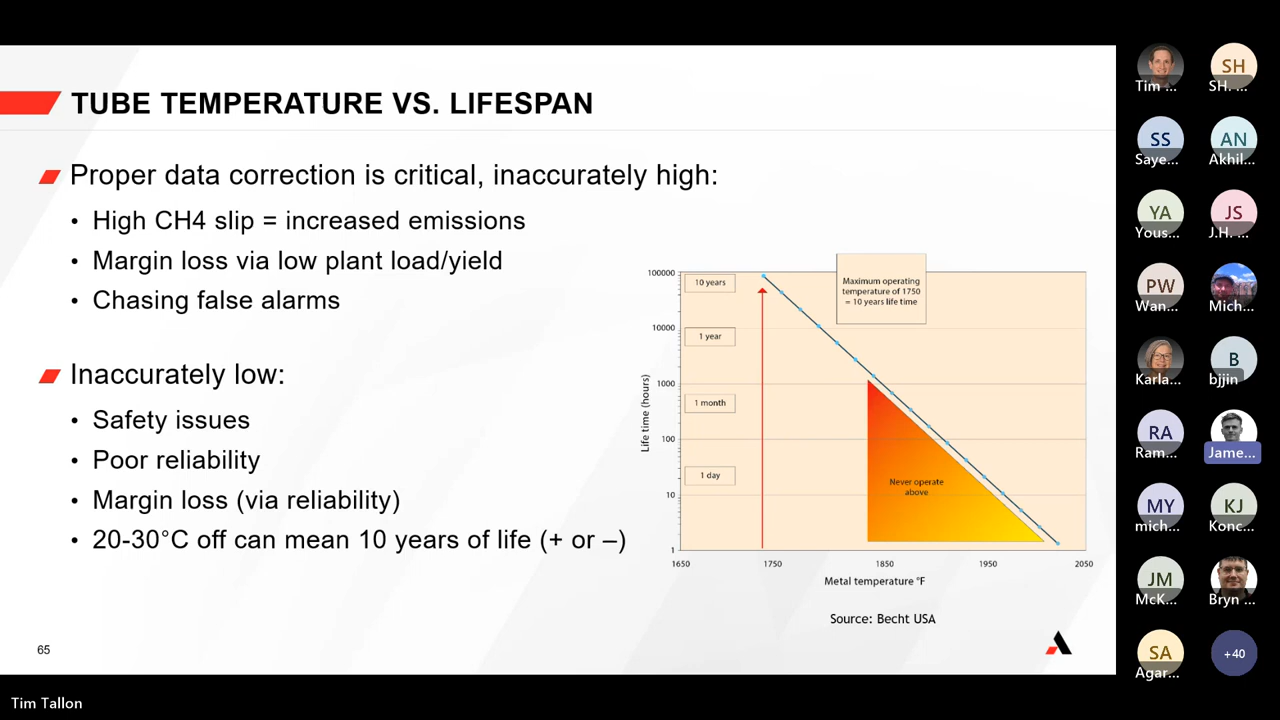 TUBE TEMPERATURE VS. LIFESPAN
Proper data correction is critical, inaccurately high:
• High CH4 slip = increased emissions
• Margin loss via low plant load/yield
• Chasing false alarms
Inaccurately low:
• Safety issues
• Poor reliability
• Margin loss (via reliability)
• 20-30°C off can mean 10 years of life (+ or –)
Life time (hours)
100000
10000
1000
100
10
1
10 years
1 year
1 month
1 day
Maximum operating
temperature of 1750
= 10 years life time
Never operate
above
1650
1750
1850
1950
2050
Metal temperature °F
Source: Becht USA
65
Tim Tallon
Tim ...
SH
SH. ...
SS
Saye...
AN
Akhil...
YA
Yous...
JS
J.H. ...
PW
Wan...
Mich...
Karla...
B
bjjin
RA
Ram...
Jame...
MY
mich...
KJ
Konc...
JM
McK...
Bryn ...
SA
Agar...
+40